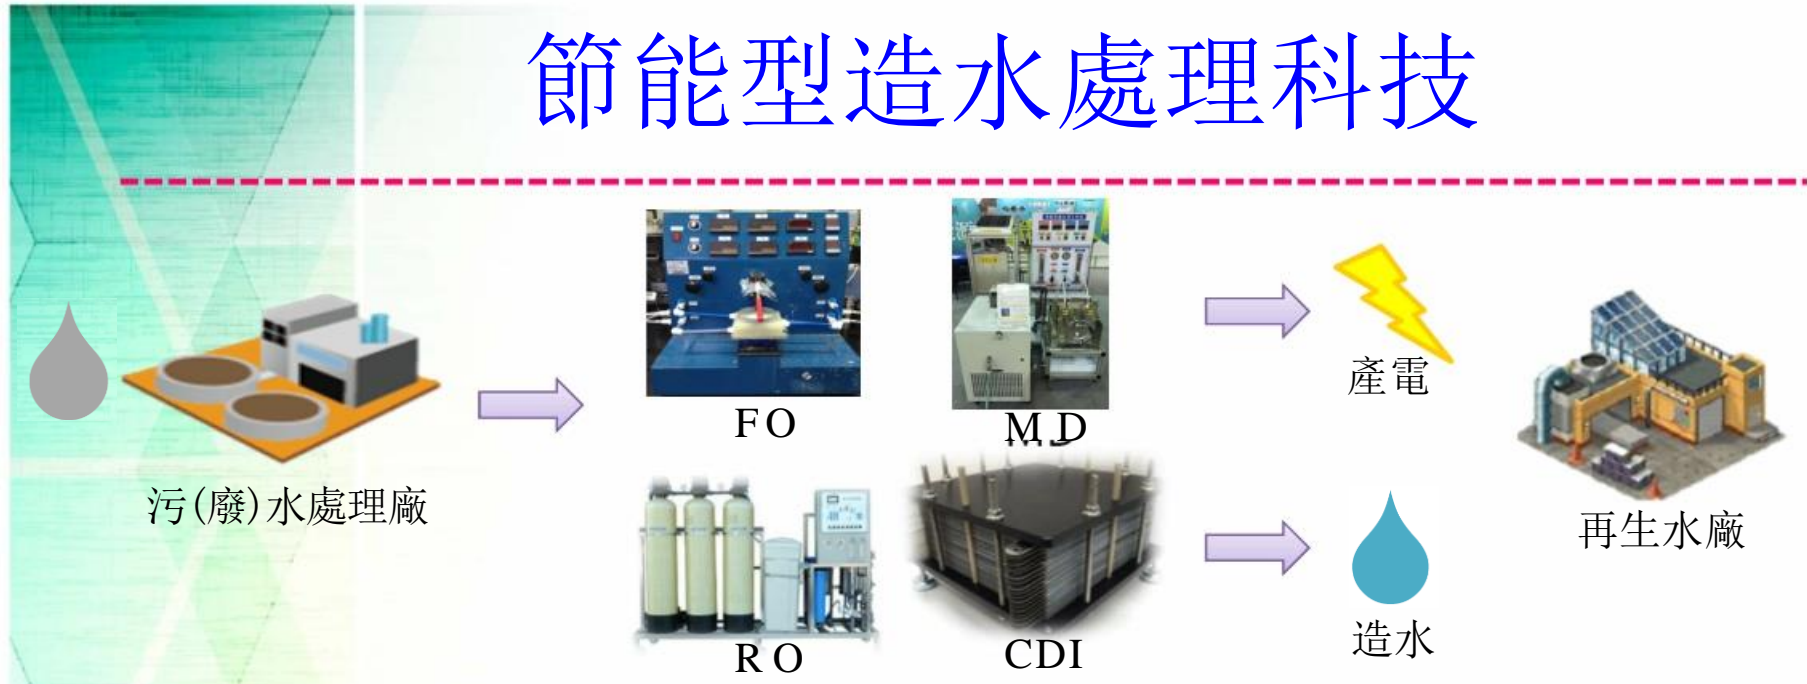 節能型造水處理科技
FO
MD
產電
污(廢)水處理廠
再生水廠
造水
RO
CDI